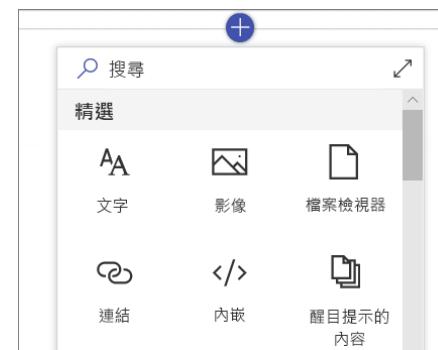 搜尋
精選
文字 影像 檔案檢視器
連結 內嵌 醒目提示的
內容